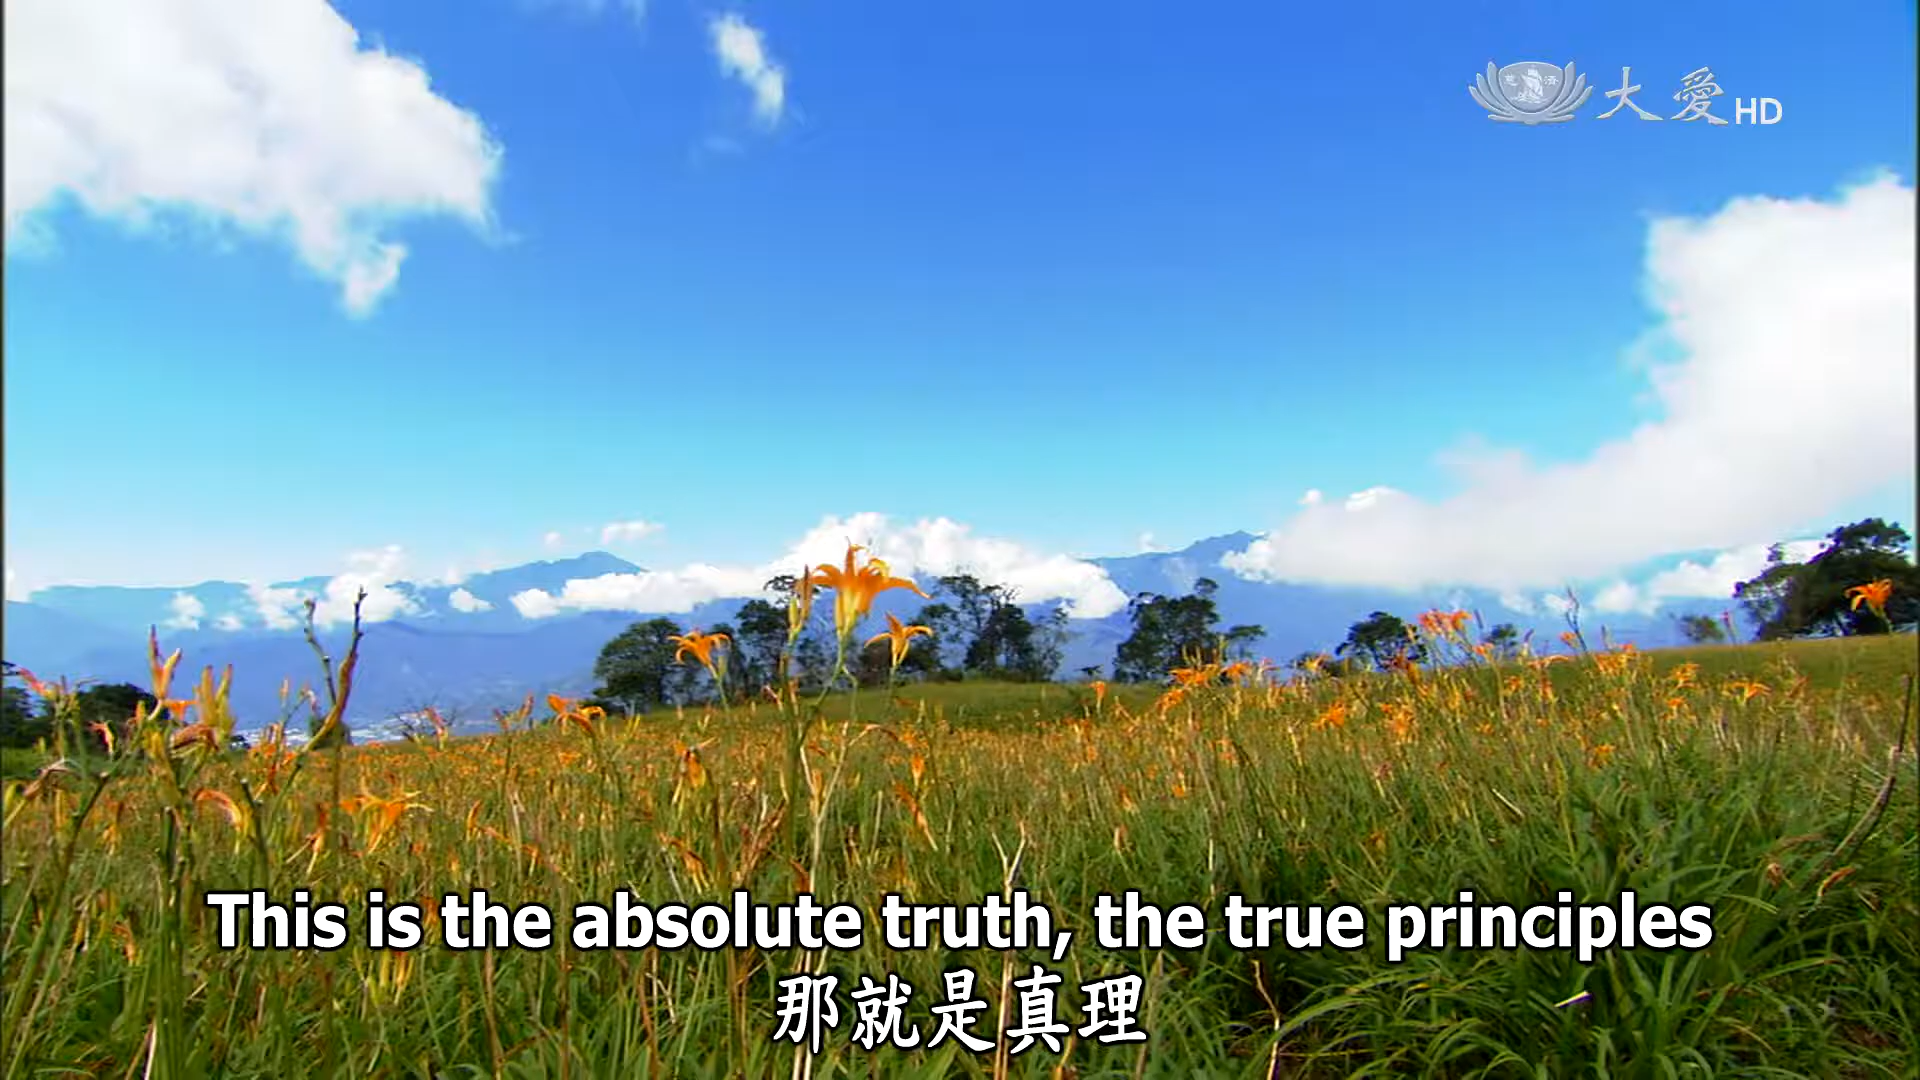 大愛HD
This is the absolute truth, the true principles
那就是真理